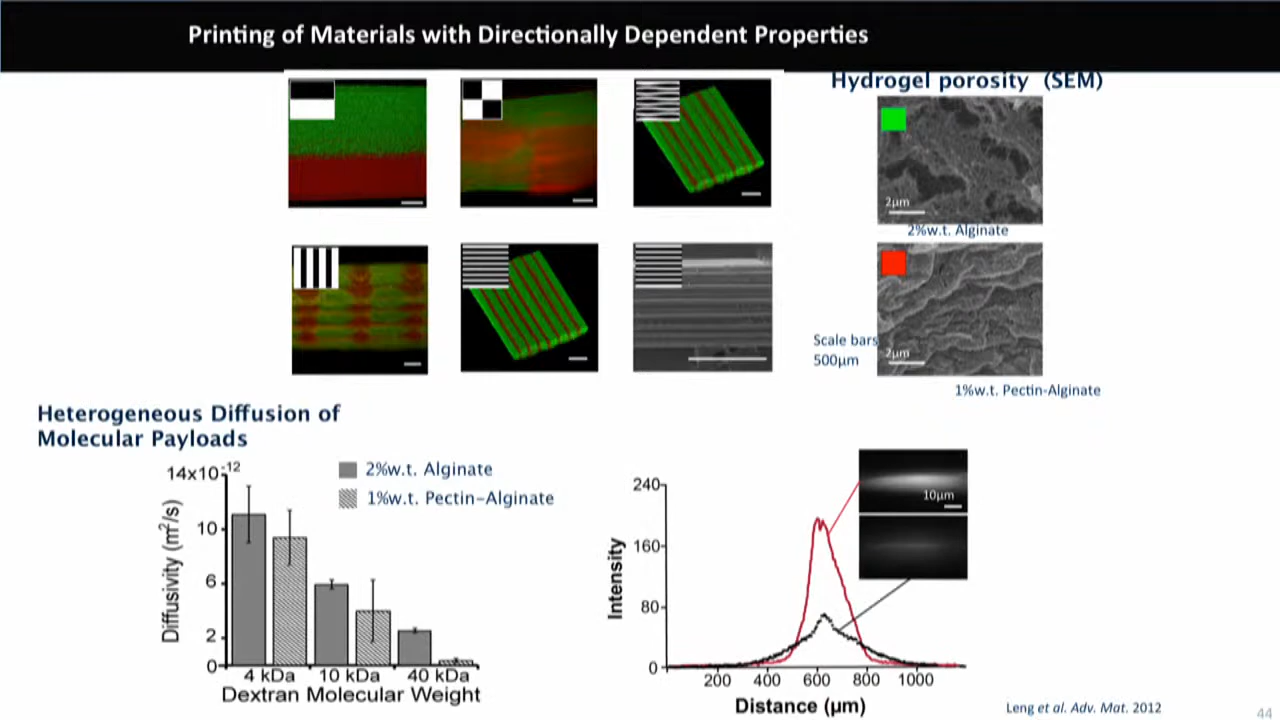 Printing of Materials with Directionally Dependent Properties
Hydrogel porosity (SEM)
2μm
2%w.t. Alginate
Scale bars
500μm
2μm
1%w.t. Pectin-Alginate
Heterogeneous Diffusion of
Molecular Payloads
14x10-12
10
6
2
0
Diffusivity (m2/s)
2%w.t. Alginate
1%w.t. Pectin-Alginate
4 kDa
10 kDa
40 kDa
Dextran Molecular Weight
240
160
80
0
Intensity
10μm
200
400
600
800
1000
Distance (μm)
Leng et al. Adv. Mat. 2012
44